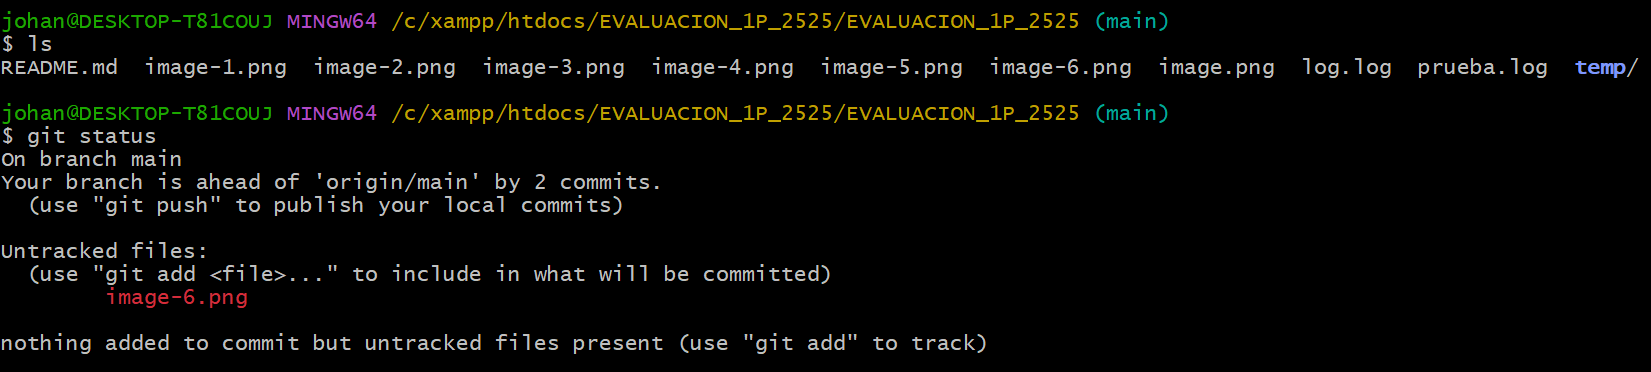 johan@DESKTOP-T81COUJ MINGW64 /c/xampp/htdocs/EVALUACION_1P_2525/EVALUACION_1P_2525 (main)
$ ls
README.md  image-1.png  image-2.png  image-3.png  image-4.png  image-5.png  image-6.png  image.png  log.log  prueba.log  temp/
johan@DESKTOP-T81COUJ MINGW64 /c/xampp/htdocs/EVALUACION_1P_2525/EVALUACION_1P_2525 (main)
$ git status
On branch main
Your branch is ahead of 'origin/main' by 2 commits.
  (use "git push" to publish your local commits)
Untracked files:
  (use "git add <file>..." to include in what will be committed)
        image-6.png
nothing added to commit but untracked files present (use "git add" to track)